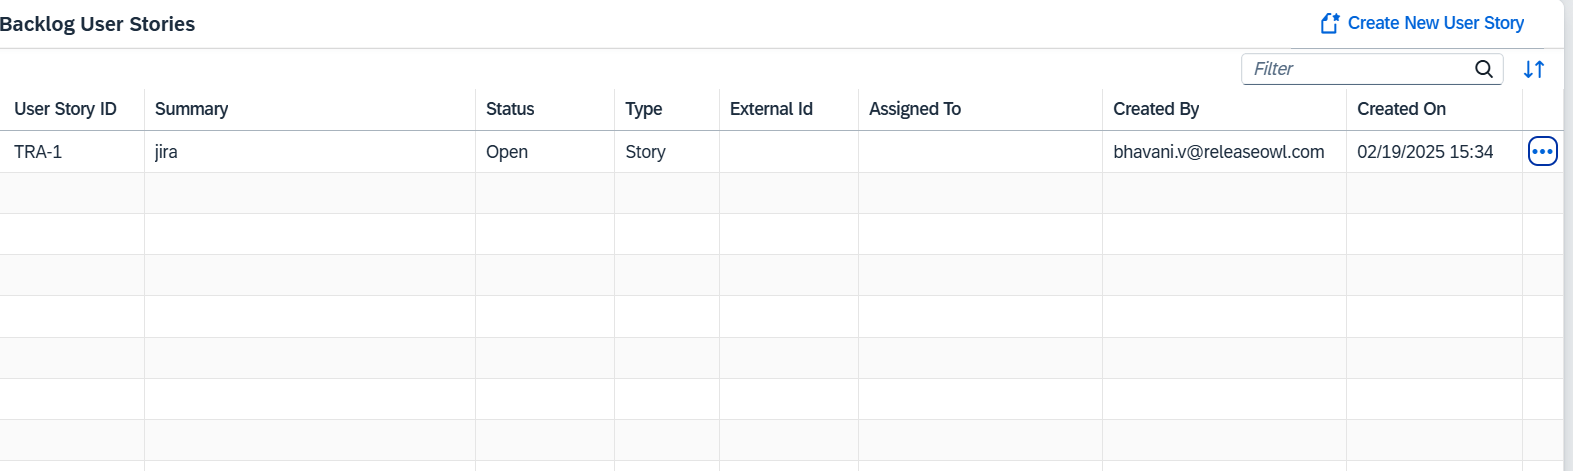 Backlog User Stories
Create New User Story
Filter
User Story ID Summary Status Type External Id Assigned To Created By Created On
TRA-1 jira Open Story bhavani.v@releaseowl.com 02/19/2025 15:34